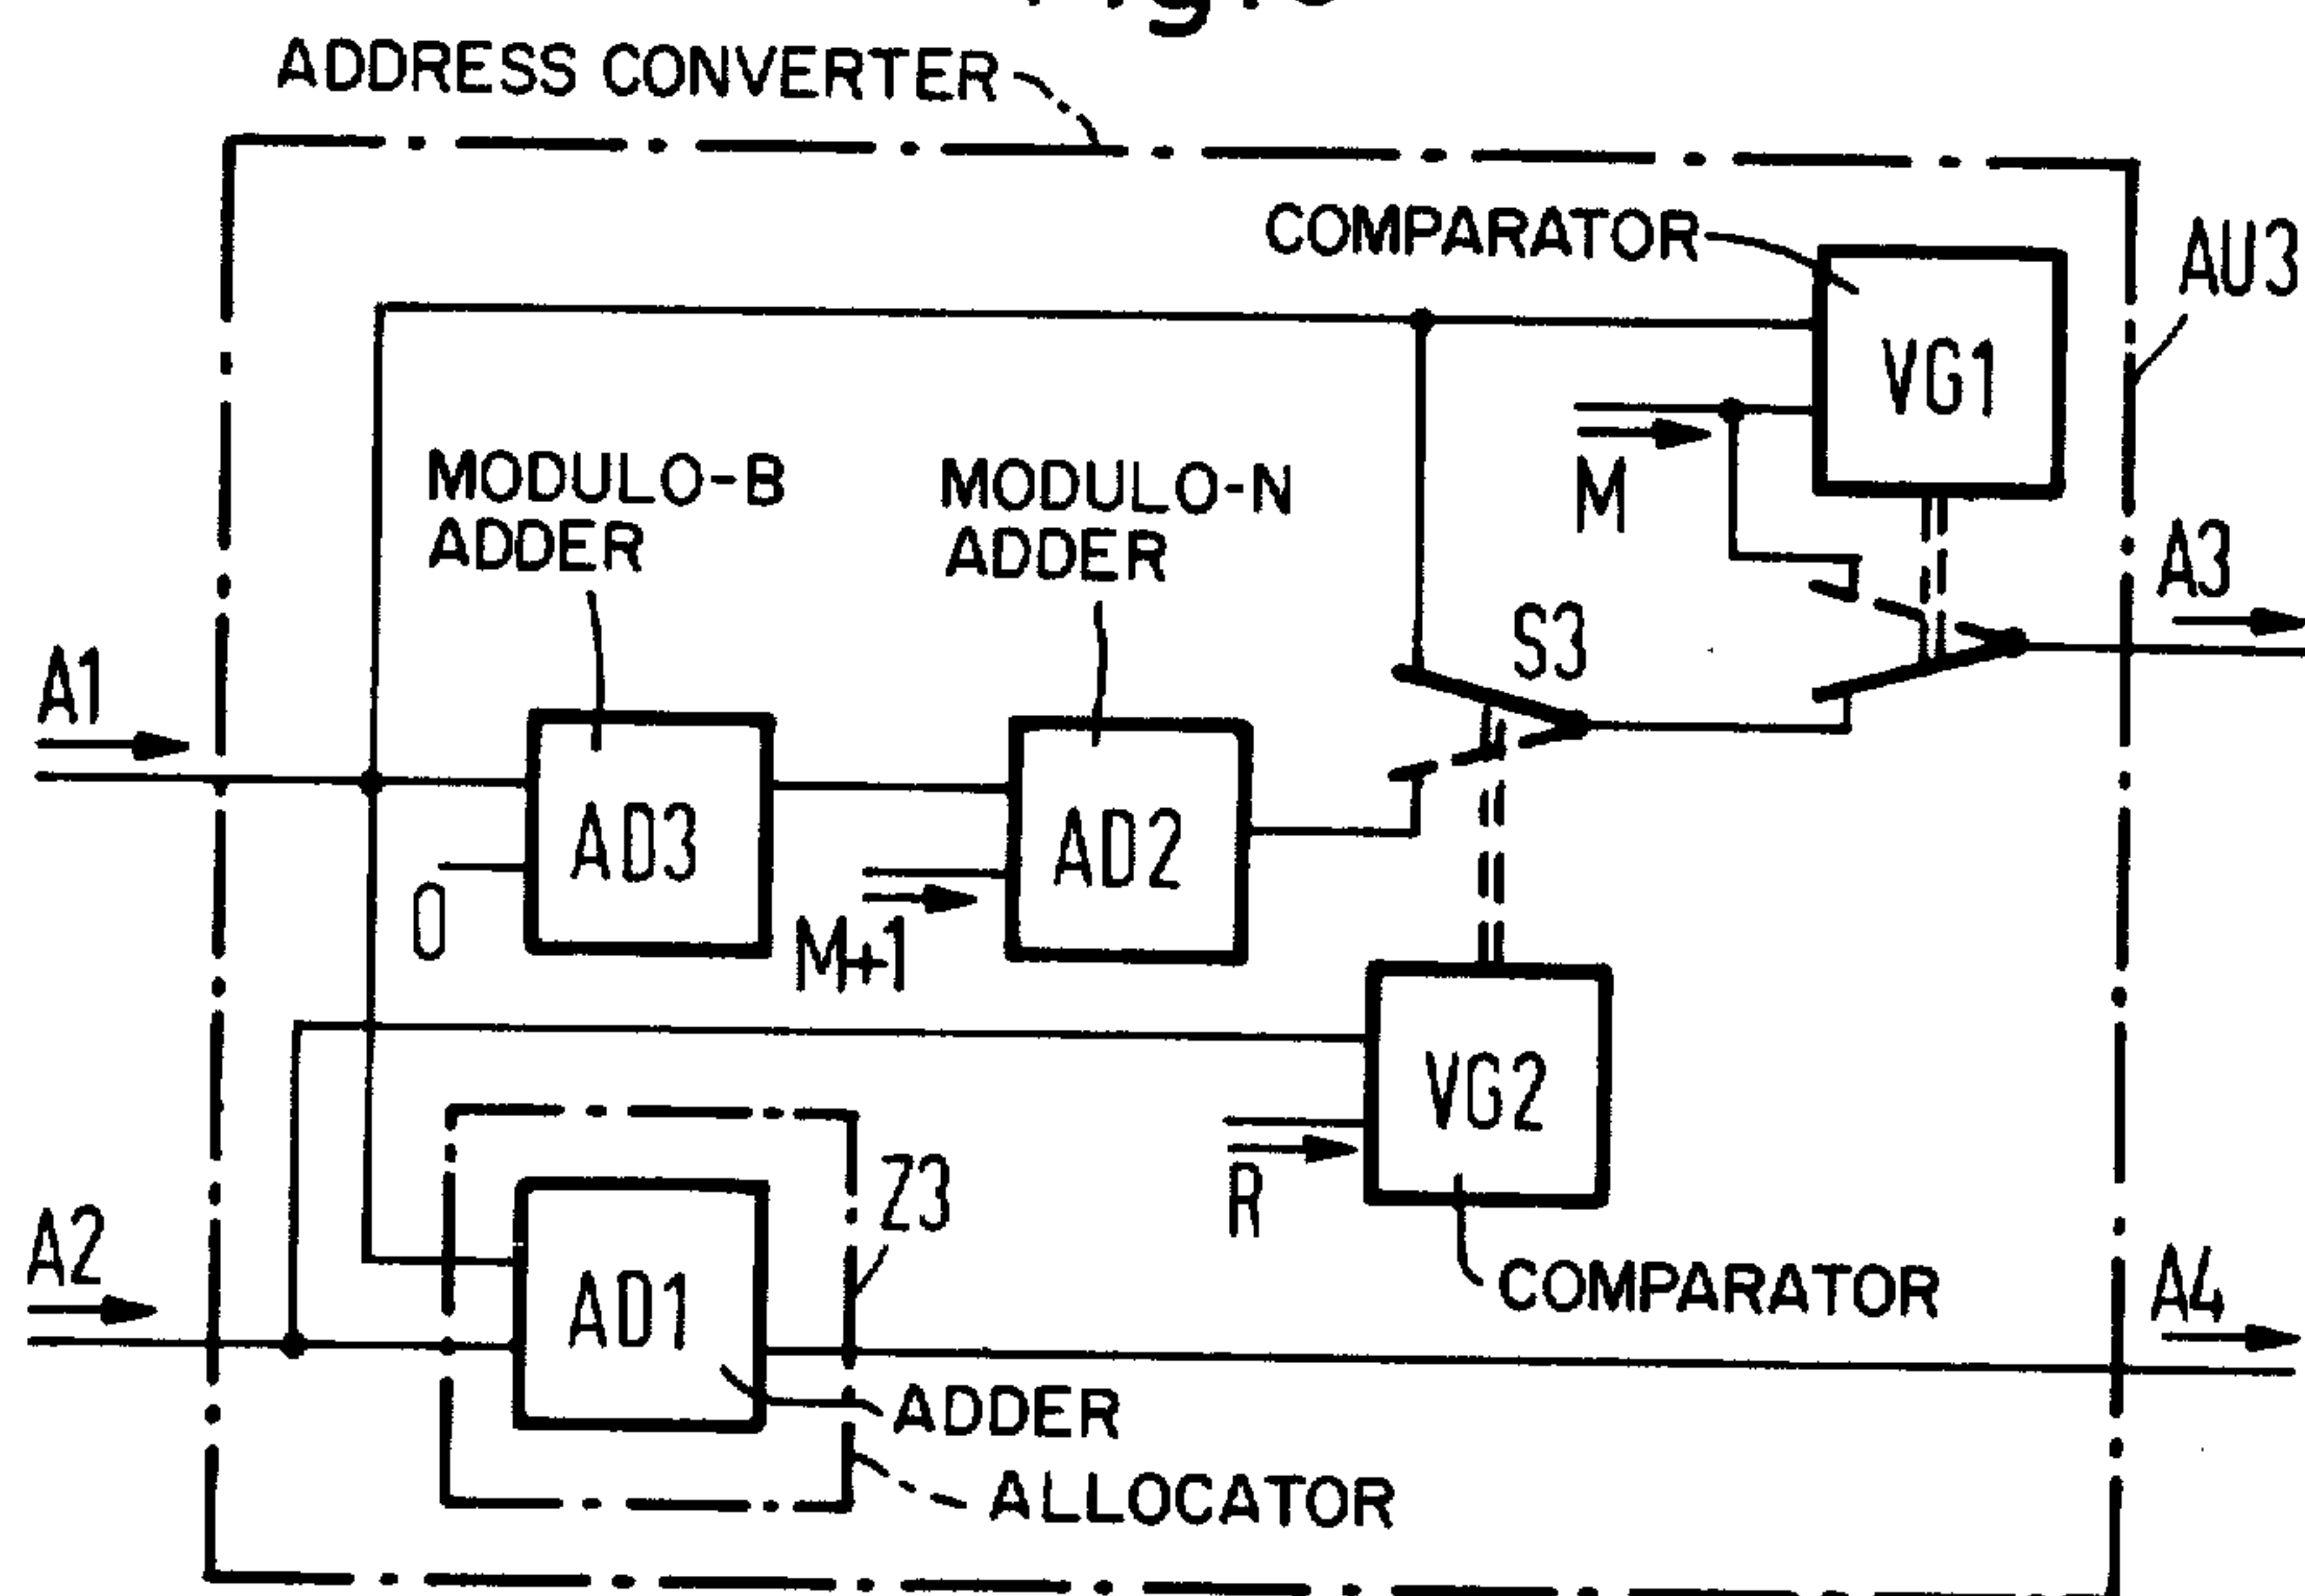 ADDRESS CONVERTER
COMPARATOR
AU3
VG1
M
MODULO-B
ADDER
MODULO-N
ADDER
A3
S3
A1
AD3
AD2
0
M+1
VG2
R
Z3
A2
AD1
COMPARATOR
A4
ADDER
ALLOCATOR